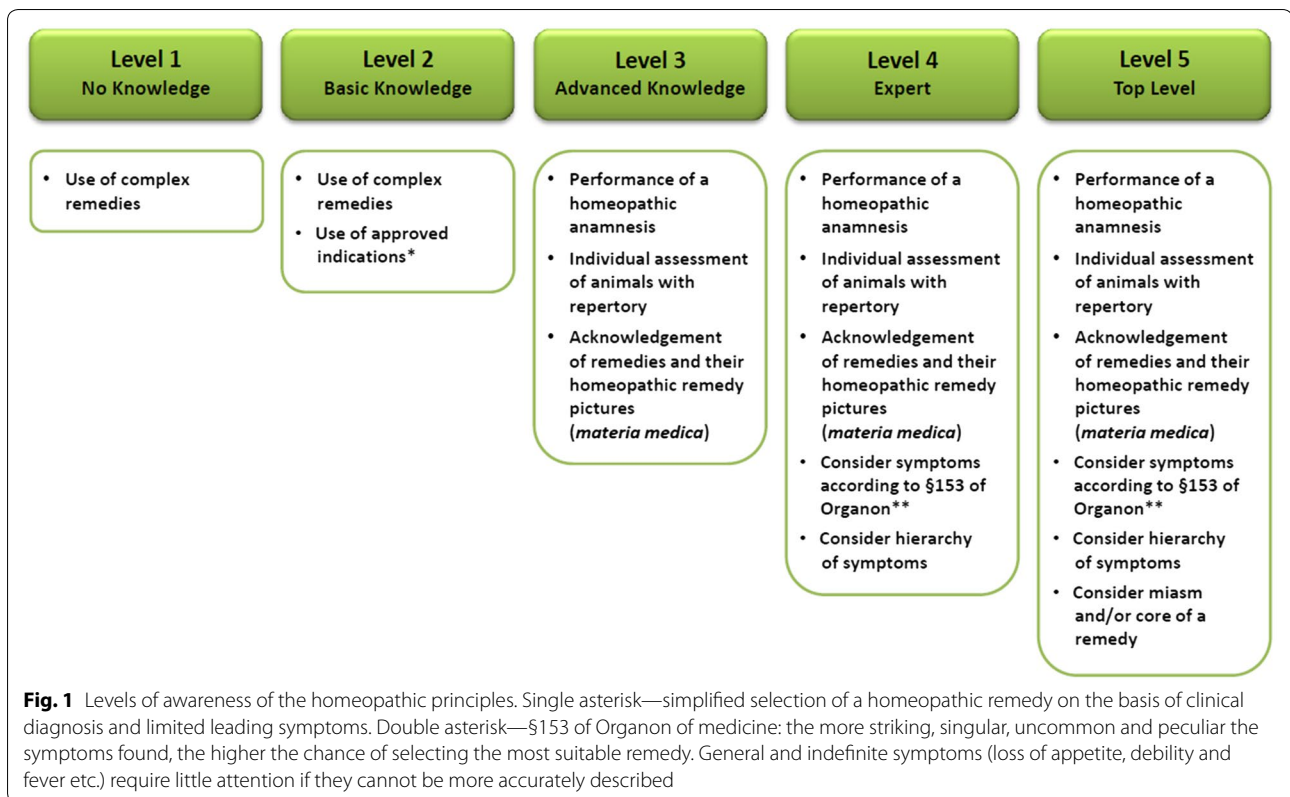 Level 1
No Knowledge
Level 2
Basic Knowledge
Level 3
Advanced Knowledge
Level 4
Expert
Level 5
Top Level
• Use of complex
remedies
• Use of complex
remedies
• Use of approved
indications*
• Performance of a
homeopathic
anamnesis
• Individual assessment
of animals with
repertory
• Acknowledgement
of remedies and their
homeopathic remedy
pictures
(materia medica)
• Performance of a
homeopathic
anamnesis
• Individual assessment
of animals with
repertory
• Acknowledgement
of remedies and their
homeopathic remedy
pictures
(materia medica)
• Consider symptoms
according to §153 of
Organon**
• Consider hierarchy
of symptoms
• Performance of a
homeopathic
anamnesis
• Individual assessment
of animals with
repertory
• Acknowledgement
of remedies and their
homeopathic remedy
pictures
(materia medica)
• Consider symptoms
according to §153 of
Organon**
• Consider hierarchy
of symptoms
• Consider miasm
and/or core of a
remedy
Fig. 1 Levels of awareness of the homeopathic principles. Single asterisk—simplified selection of a homeopathic remedy on the basis of clinical
diagnosis and limited leading symptoms. Double asterisk—§153 of Organon of medicine: the more striking, singular, uncommon and peculiar the
symptoms found, the higher the chance of selecting the most suitable remedy. General and indefinite symptoms (loss of appetite, debility and
fever etc.) require little attention if they cannot be more accurately described